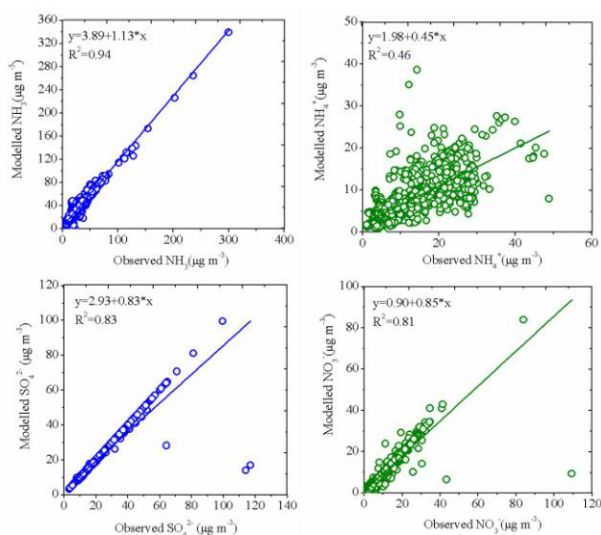 y=3.89+1.13*x
R²=0.94
Modelled NH₃(μg m⁻³)
360
320
280
240
200
160
120
80
40
0
0 100 200 300 400
Observed NH₃(μg m⁻³)
y=1.98+0.45*x
R²=0.46
Modelled NH₄⁺(μg m⁻³)
50
40
30
20
10
0
0 20 40 60
Observed NH₄⁺(μg m⁻³)
y=2.93+0.83*x
R²=0.83
Modelled SO₄²⁻ (μg m⁻³)
120
100
80
60
40
20
0
0 20 40 60 80 100 120 140
Observed SO₄²⁻(μg m⁻³)
y=0.90+0.85*x
R²=0.81
Modelled NO₃⁻(μg m⁻³)
100
80
60
40
20
0
0 20 40 60 80 100 120
Observed NO₃⁻(μg m⁻³)